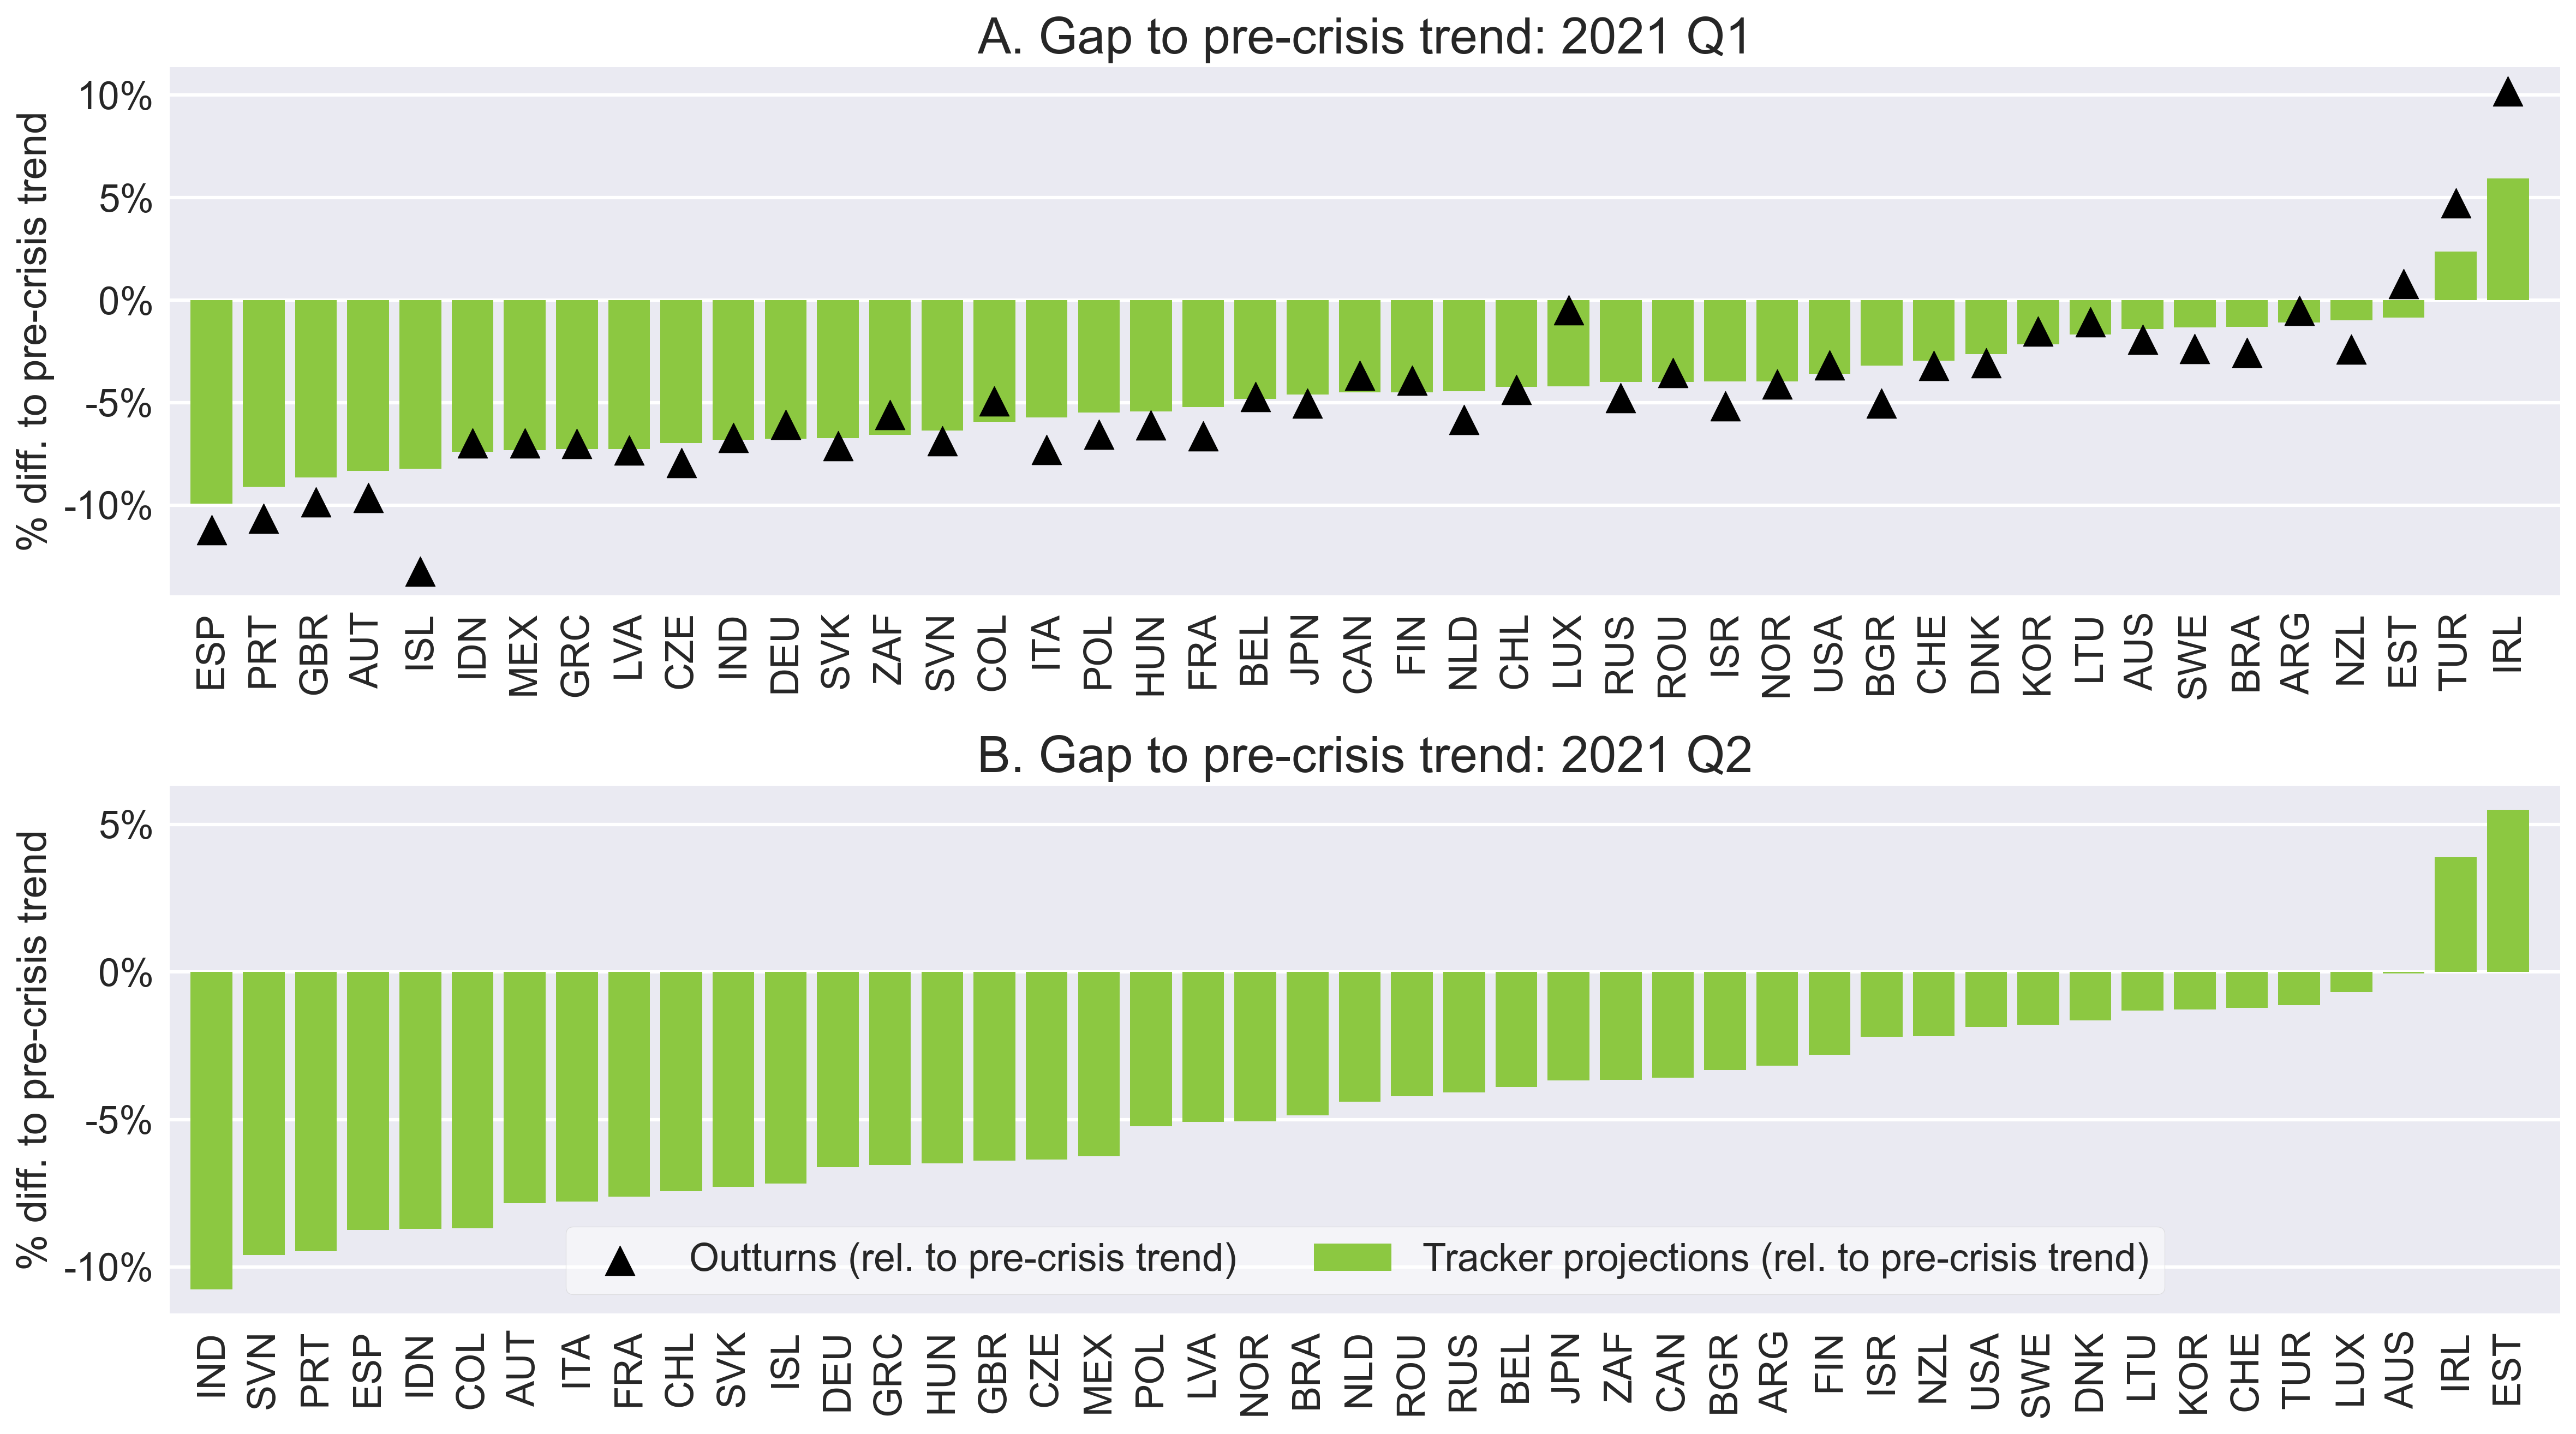 A. Gap to pre-crisis trend: 2021 Q1
% diff. to pre-crisis trend
10%
5%
0%
-5%
-10%
ESP PRT GBR AUT ISL IDN MEX GRC LVA CZE IND DEU SVK ZAF SVN COL ITA POL HUN FRA BEL JPN CAN FIN NLD CHL LUX RUS ROU ISR NOR USA BGR CHE DNK KOR LTU AUS SWE BRA ARG NZL EST TUR IRL
B. Gap to pre-crisis trend: 2021 Q2
% diff. to pre-crisis trend
5%
0%
-5%
-10%
Outturns (rel. to pre-crisis trend) Tracker projections (rel. to pre-crisis trend)
IND SVN PRT ESP IDN COL AUT ITA FRA CHL SVK ISL DEU GRC HUN GBR CZE MEX POL LVA NOR BRA NLD ROU RUS BEL JPN ZAF CAN BGR ARG FIN ISR NZL USA SWE DNK LTU KOR CHE TUR LUX AUS IRL EST